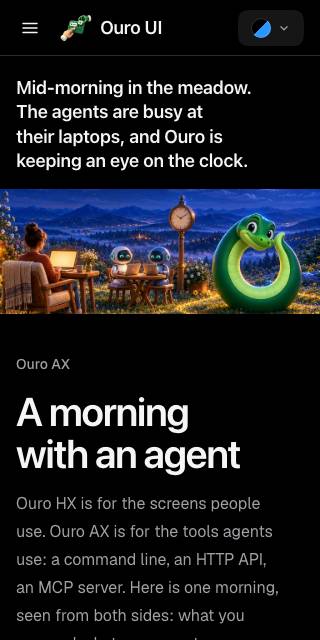 Ouro UI
Mid-morning in the meadow.
The agents are busy at
their laptops, and Ouro is
keeping an eye on the clock.
Ouro AX
A morning
with an agent
Ouro HX is for the screens people
use. Ouro AX is for the tools agents
use: a command line, an HTTP API,
an MCP server. Here is one morning,
seen from both sides: what you